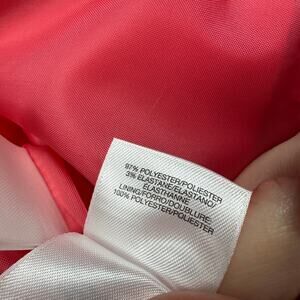 97% POLYESTER/POLIESTER
3% ELASTANE/ELASTANO/
ELASTHANNE
LINING/FORRO/DOUBLURE:
100% POLYESTER/POLIESTER